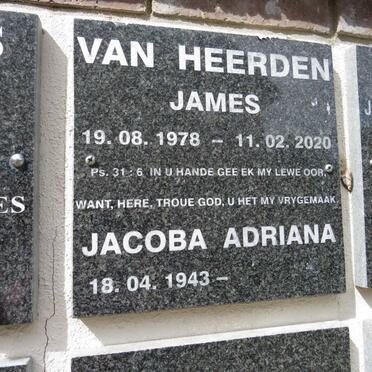 VAN HEERDEN
JAMES
19. 08. 1978 – 11. 02. 2020
Ps. 31 : 6 IN U HANDE GEE EK MY LEWE OOR,
WANT, HERE, TROUE GOD, U HET MY VRYGEMAAK
JACOBA ADRIANA
18. 04. 1943 –